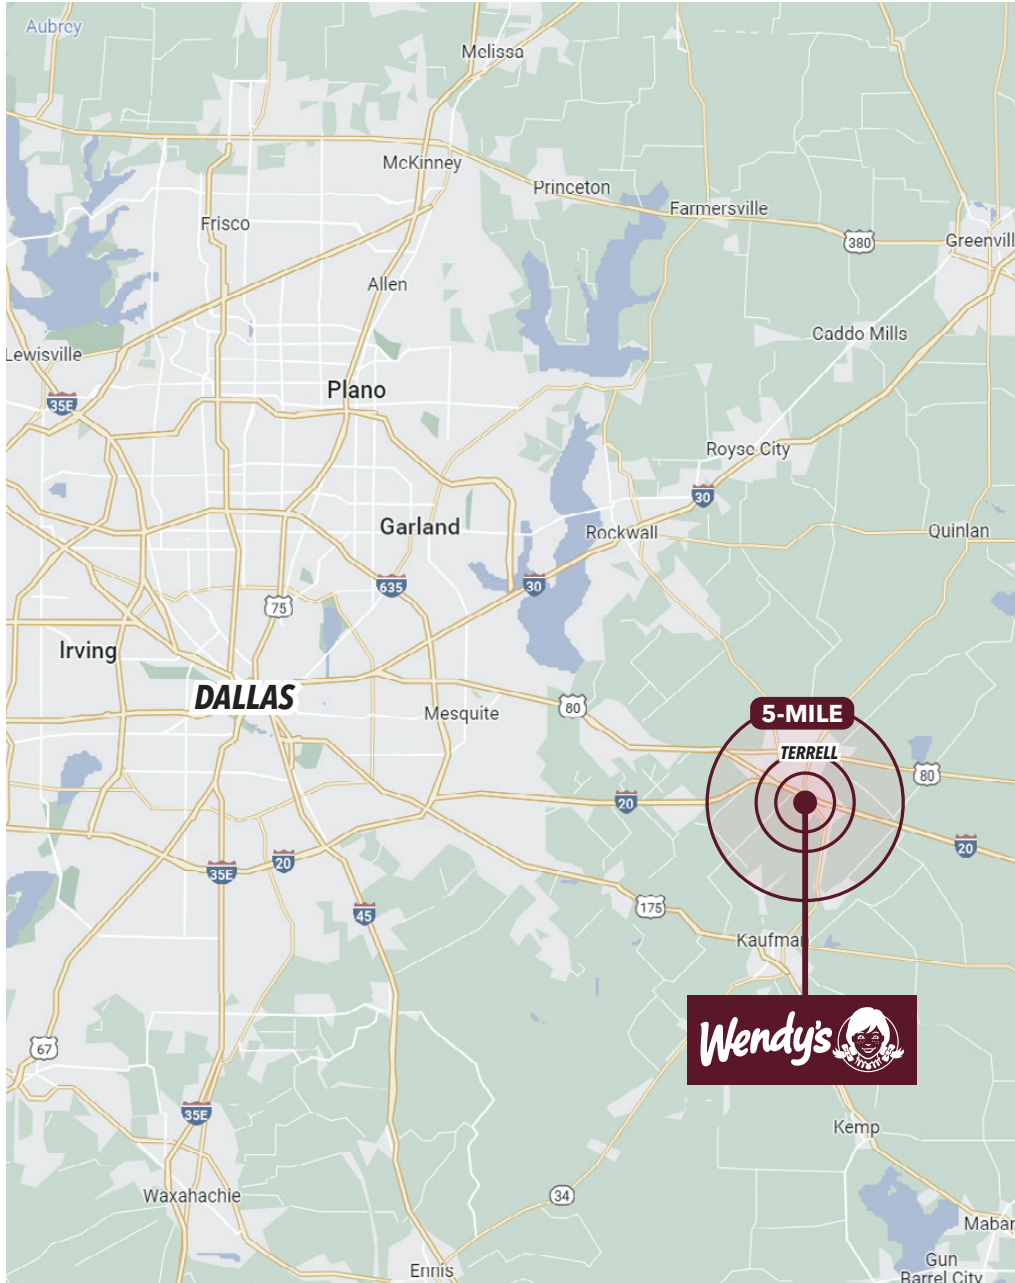 Aubrey
Melissa
McKinney
Princeton
Farmersville
Frisco
380
Greenvill
Allen
Caddo Mills
Lewisville
Plano
35E
Royse City
30
Garland
Rockwall
Quinlan
635
30
75
Irving
DALLAS
80
Mesquite
5-MILE
TERRELL
80
20
20
20
35E
175
45
Kaufman
Wendy's
67
35E
Kemp
34
Waxahachie
Mabar
Gun
Barrel City
Ennis